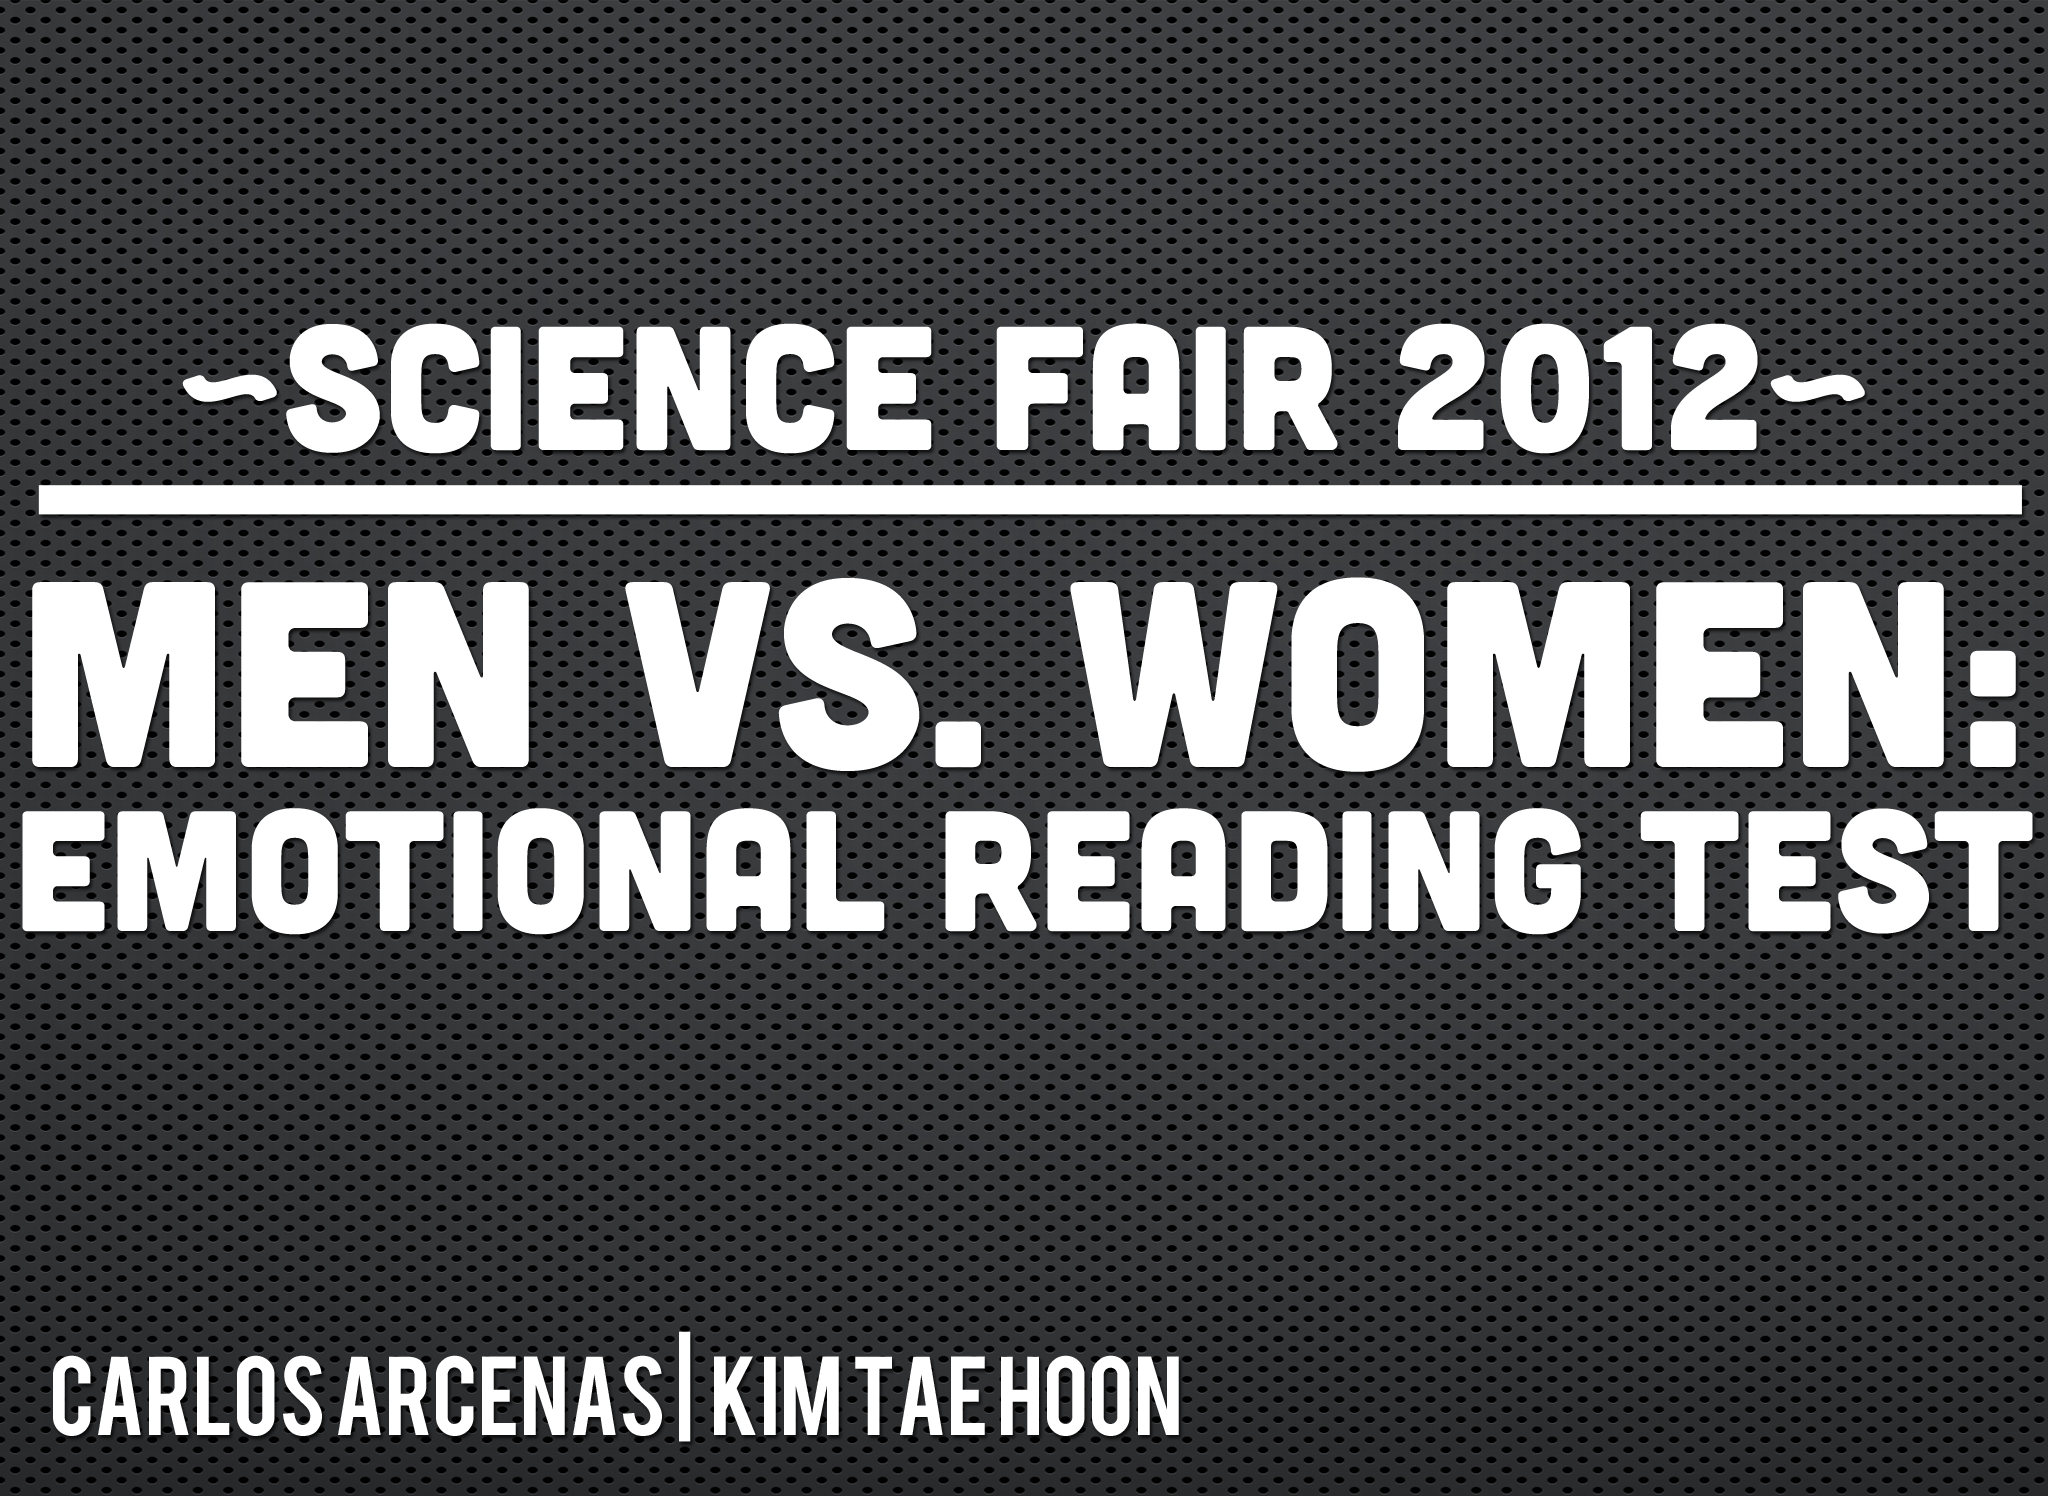 ~SCIENCE FAIR 2012~
MEN VS. WOMEN:
EMOTIONAL READING TEST
CARLOS ARCENAS | KIM TAE HOON